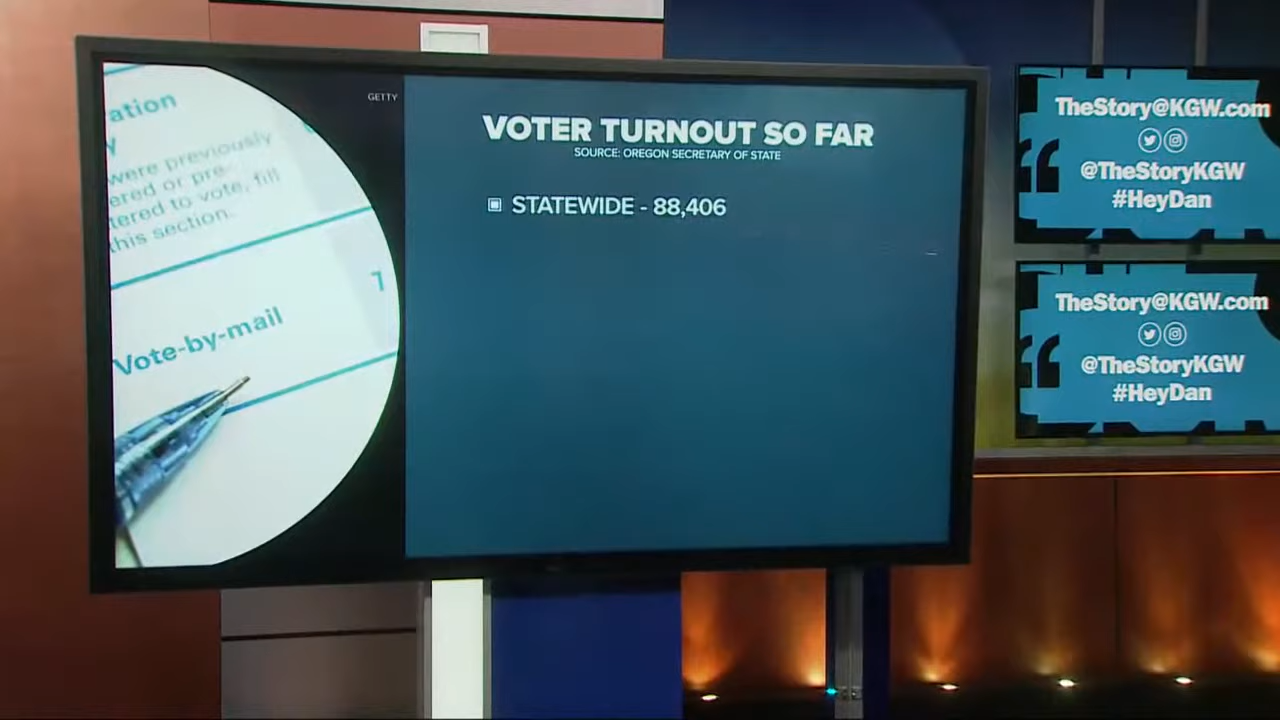 GETTY
ation
y
were previously
ered or pre-
tered to vote, fill
this section.
1
Vote-by-mail
VOTER TURNOUT SO FAR
SOURCE: OREGON SECRETARY OF STATE
STATEWIDE - 88,406
TheStory@KGW.com
@TheStoryKGW
#HeyDan
TheStory@KGW.com
@TheStoryKGW
#HeyDan